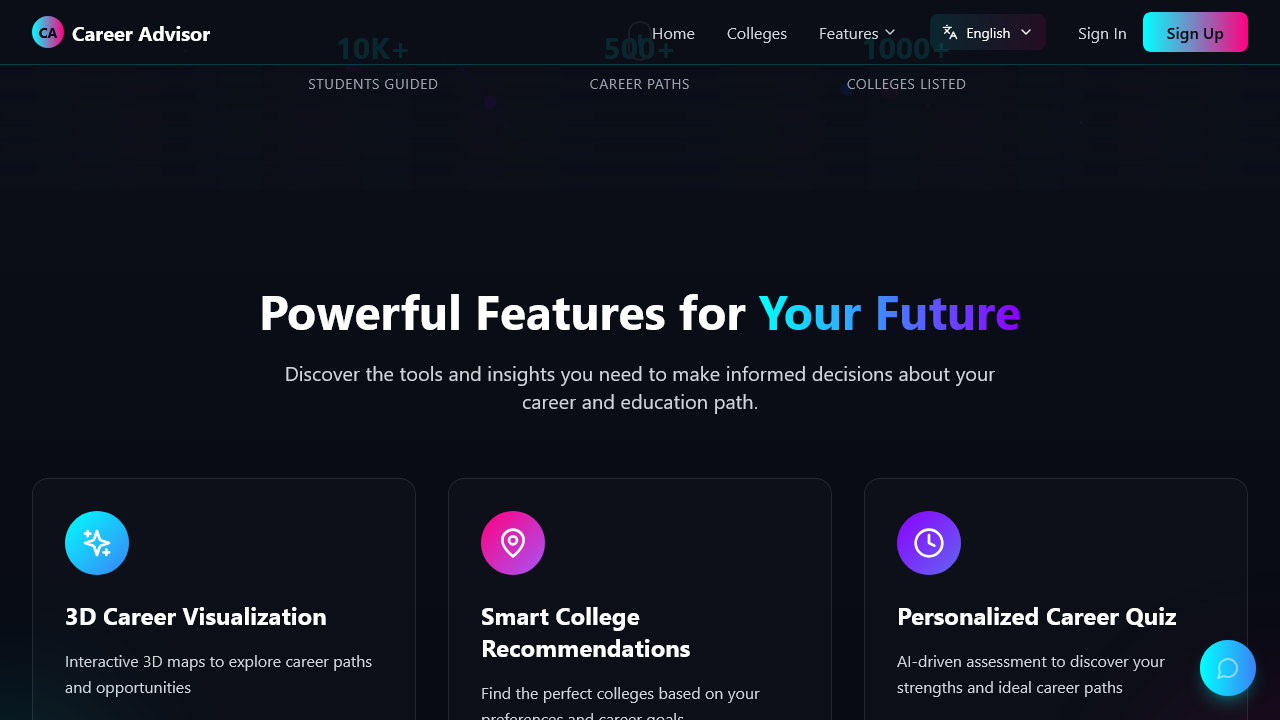 CA Career Advisor
Home
Colleges
Features
English
Sign In
Sign Up
10K+
500+
1000+
STUDENTS GUIDED
CAREER PATHS
COLLEGES LISTED
Powerful Features for Your Future
Discover the tools and insights you need to make informed decisions about your
career and education path.
3D Career Visualization
Interactive 3D maps to explore career paths
and opportunities
Smart College
Recommendations
Find the perfect colleges based on your
preferences and career goals
Personalized Career Quiz
AI-driven assessment to discover your
strengths and ideal career paths